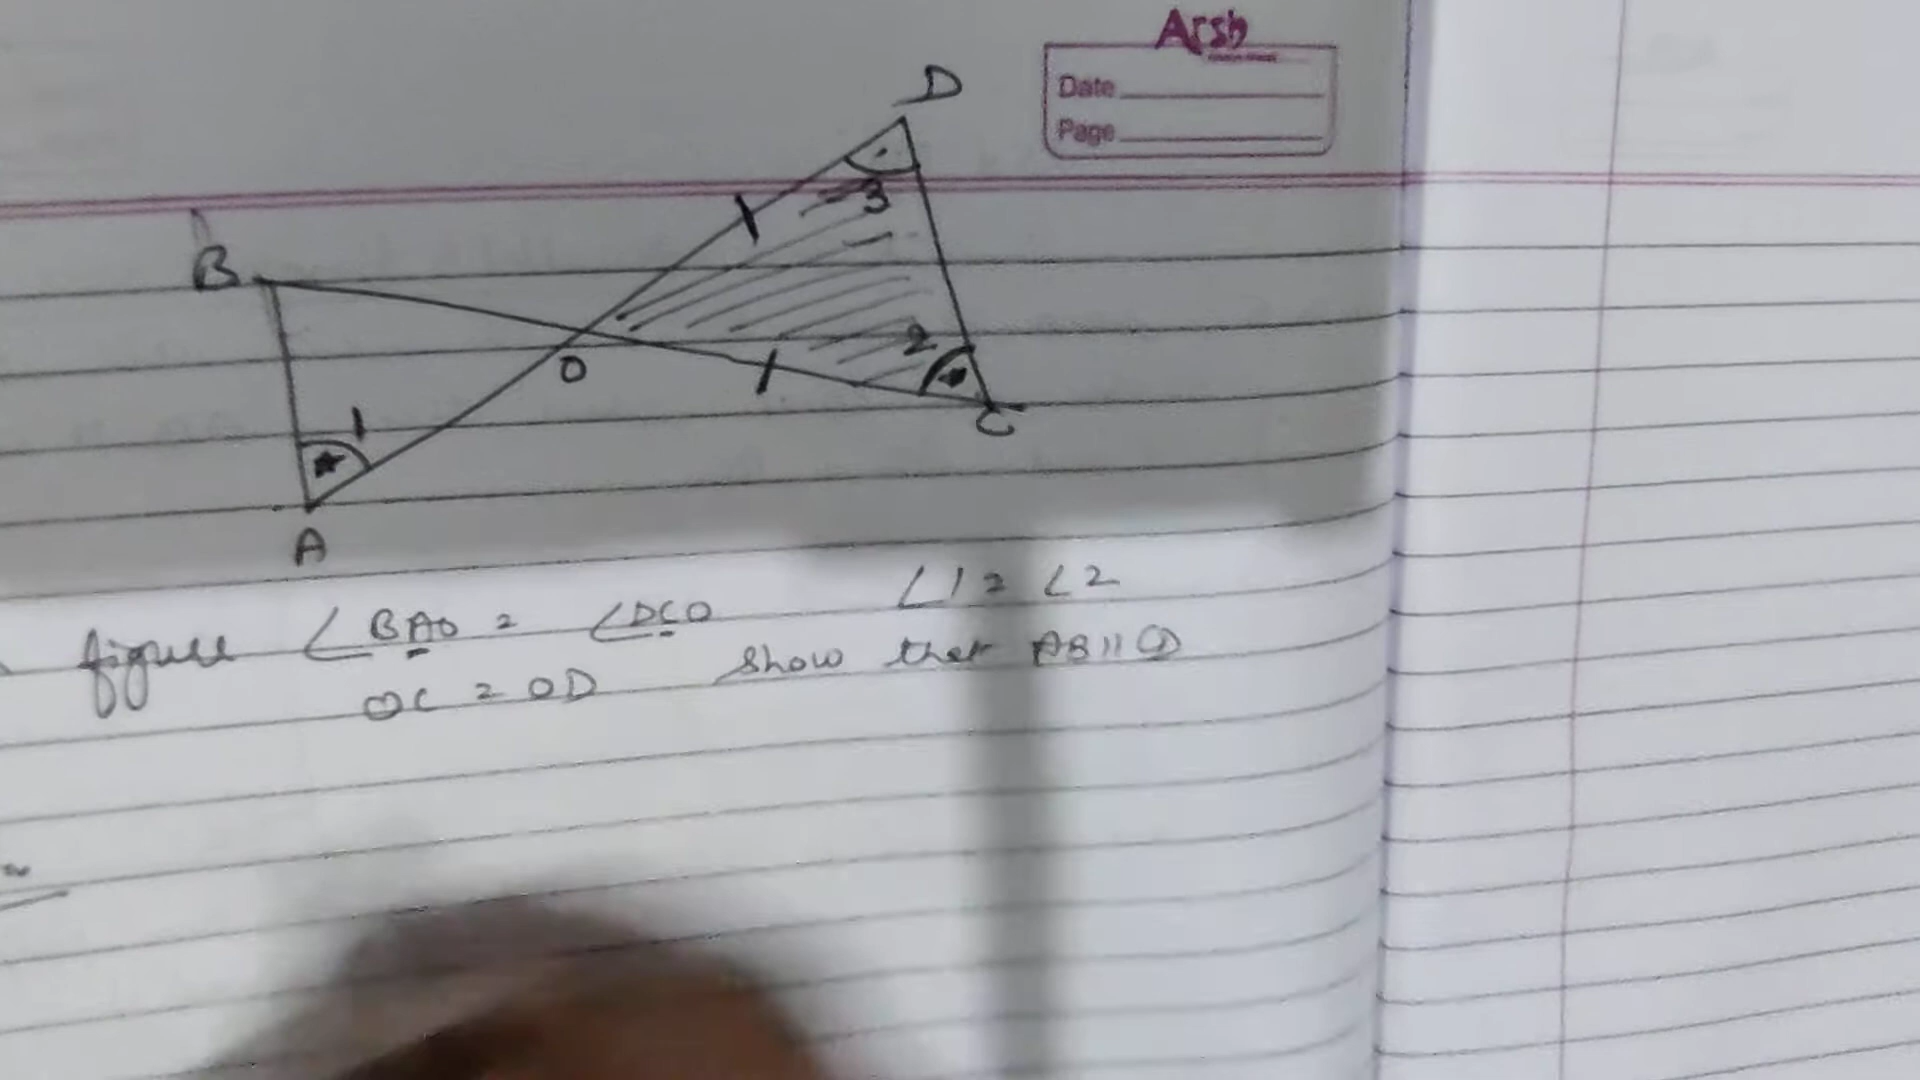 Arsh
Date
Page
D
3
B
2
O
1
C
A
∠1 = ∠2
figure ∠BAO = ∠DCO
OC = OD show that AB || CD